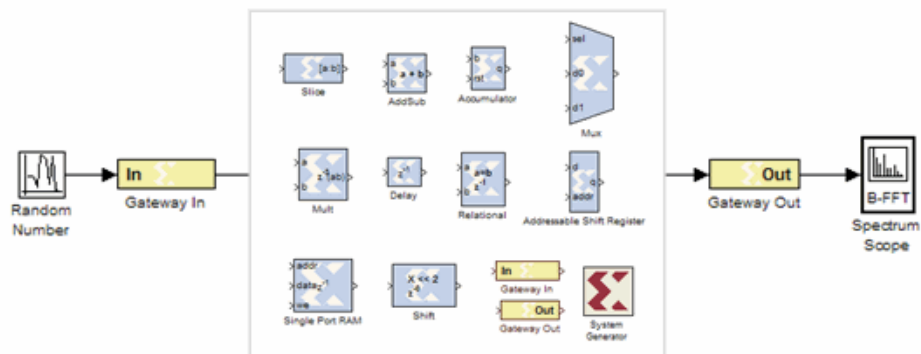 sel
[a:b]
a
b
a + b
b
rst
q
d0
d1
Slice
AddSub
Accumulator
Mux
In
Gateway In
Random
Number
a
b
z⁻³(ab)
Mult
z⁻¹
Delay
a
b
a=b
z⁻¹
Relational
d
addr
q
Addressable Shift Register
Out
Gateway Out
B-FFT
Spectrum
Scope
addr
data
we
z⁻¹
Single Port RAM
X << 2
Shift
In
Gateway In
Out
Gateway Out
System
Generator